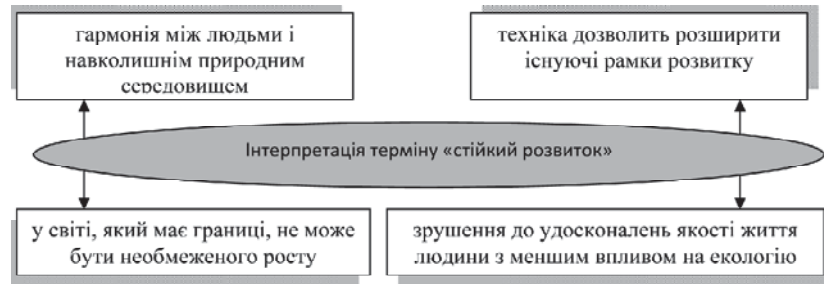 гармонія між людьми і
навколишнім природним
середовищем
техніка дозволить розширити
існуючі рамки розвитку
Інтерпретація терміну «стійкий розвиток»
у світі, який має границі, не може
бути необмеженого росту
зрушення до удосконалень якості життя
людини з меншим впливом на екологію